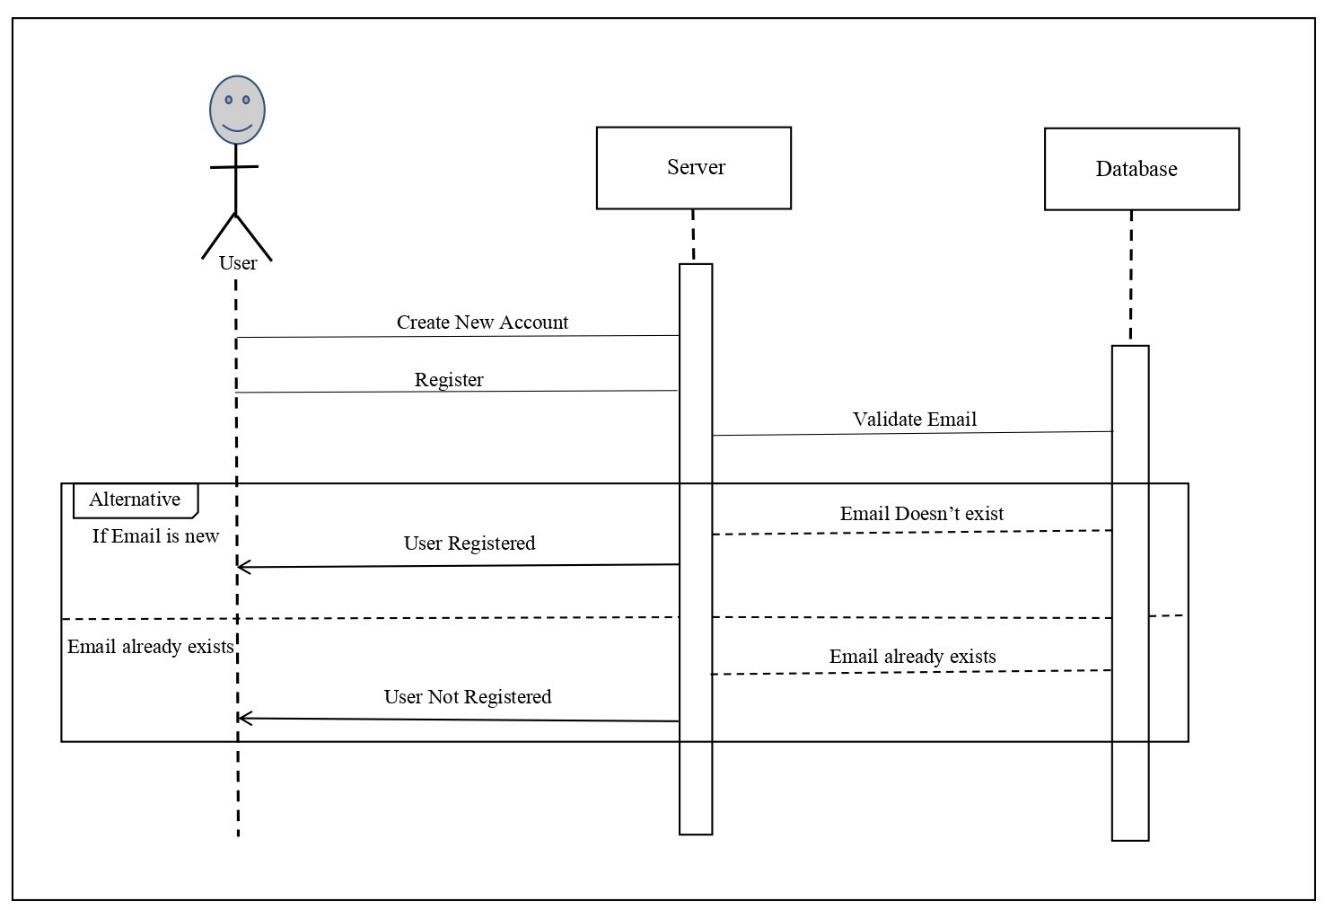 Server
Database
User
Create New Account
Register
Validate Email
Alternative
Email Doesn’t exist
If Email is new
User Registered
Email already exists
Email already exists
User Not Registered